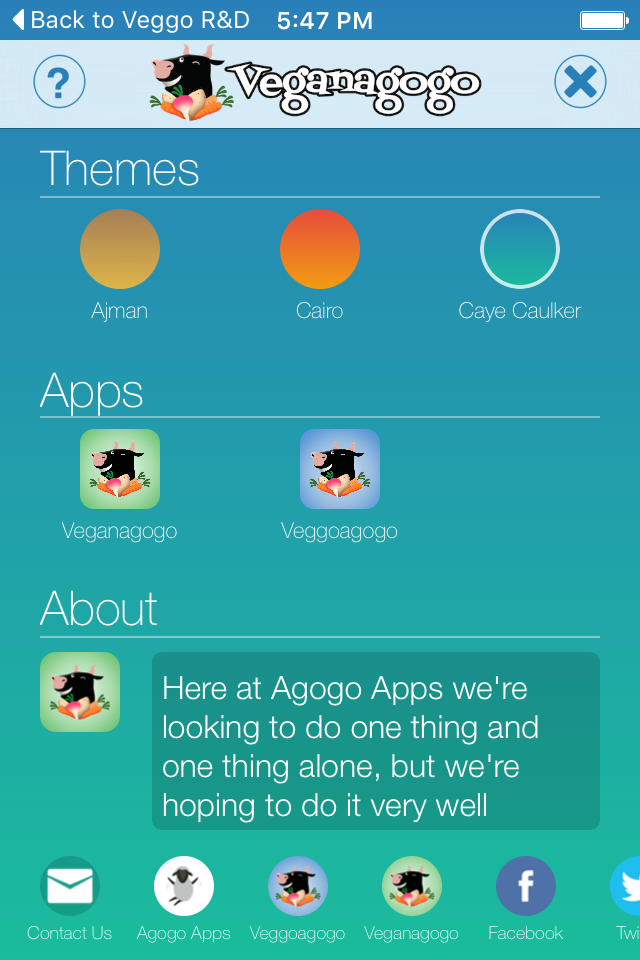 Back to Veggo R&D 5:47 PM
? Veganagogo
Themes
Ajman Cairo Caye Caulker
Apps
Veganagogo Veggoagogo
About
Here at Agogo Apps we're
looking to do one thing and
one thing alone, but we're
hoping to do it very well
f
Contact Us Agogo Apps Veggoagogo Veganagogo Facebook Twi